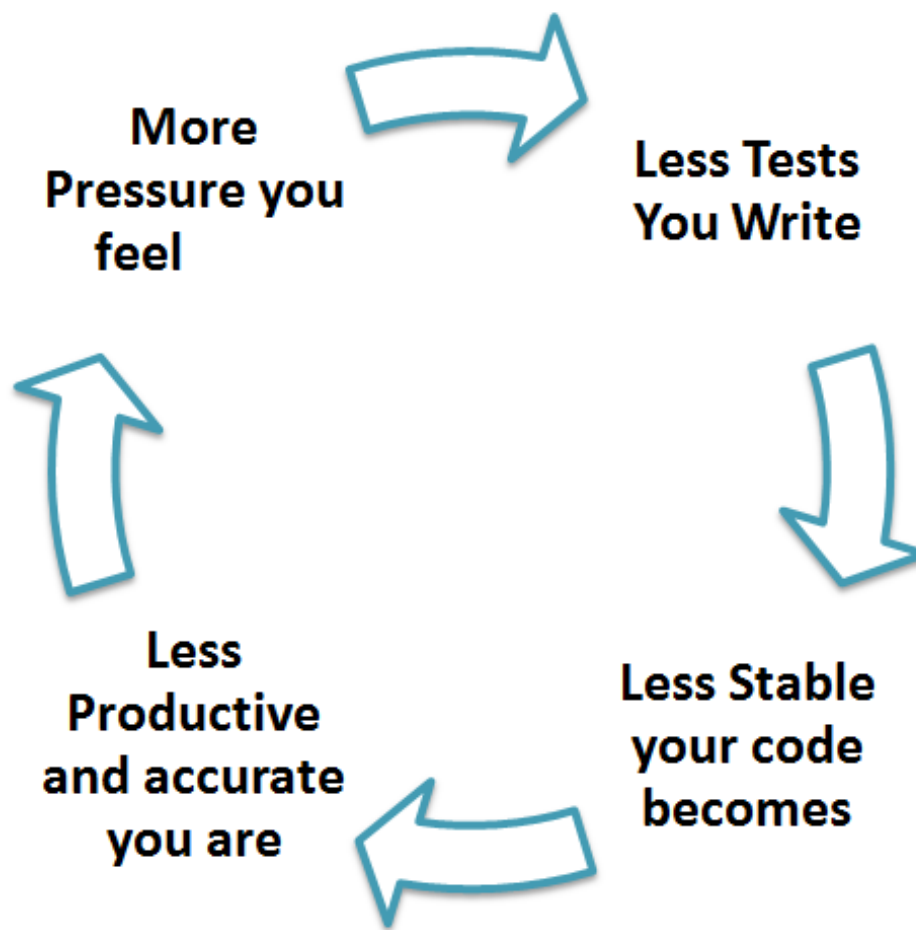 More
Pressure you
feel
Less Tests
You Write
Less Stable
your code
becomes
Less
Productive
and accurate
you are